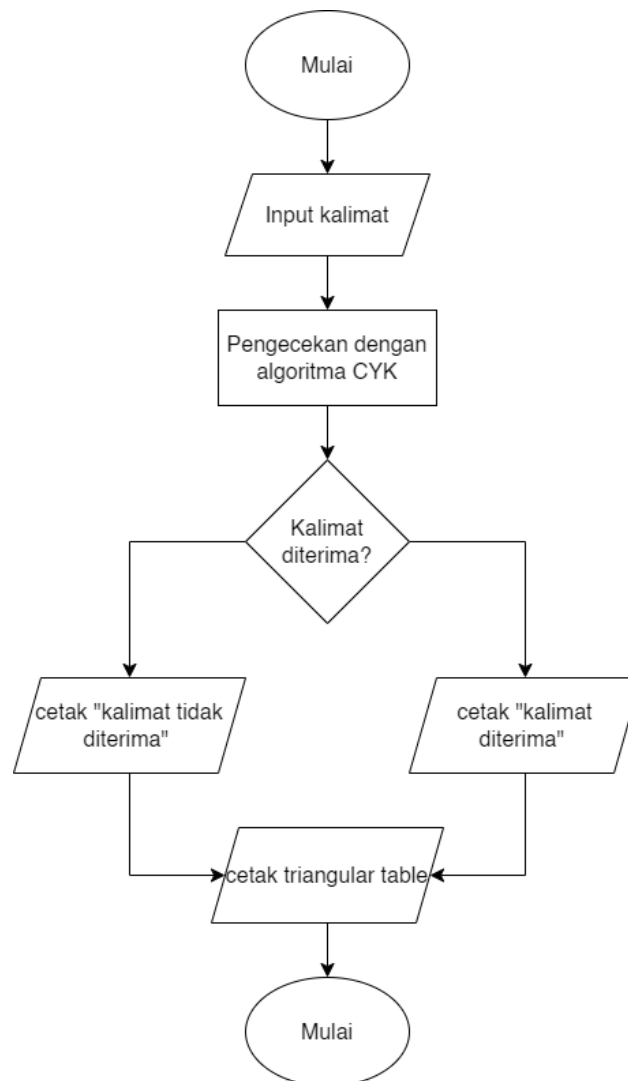 Mulai
Input kalimat
Pengecekan dengan
algoritma CYK
Kalimat
diterima?
cetak "kalimat tidak
diterima"
cetak "kalimat
diterima"
cetak triangular table
Mulai